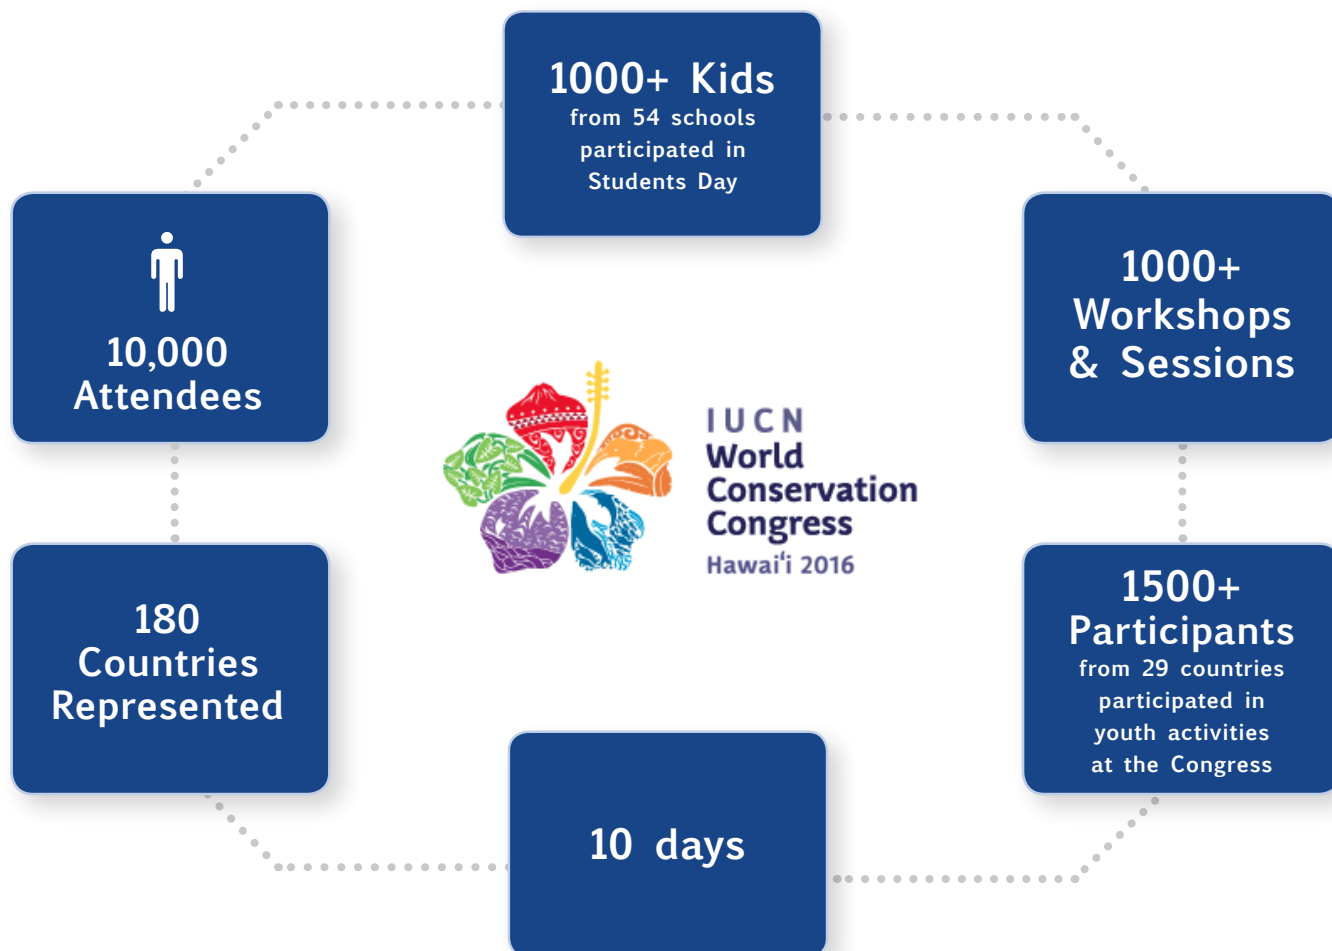 1000+ Kids
from 54 schools
participated in
Students Day
10,000
Attendees
1000+
Workshops
& Sessions
IUCN
World
Conservation
Congress
Hawaiʻi 2016
180
Countries
Represented
1500+
Participants
from 29 countries
participated in
youth activities
at the Congress
10 days